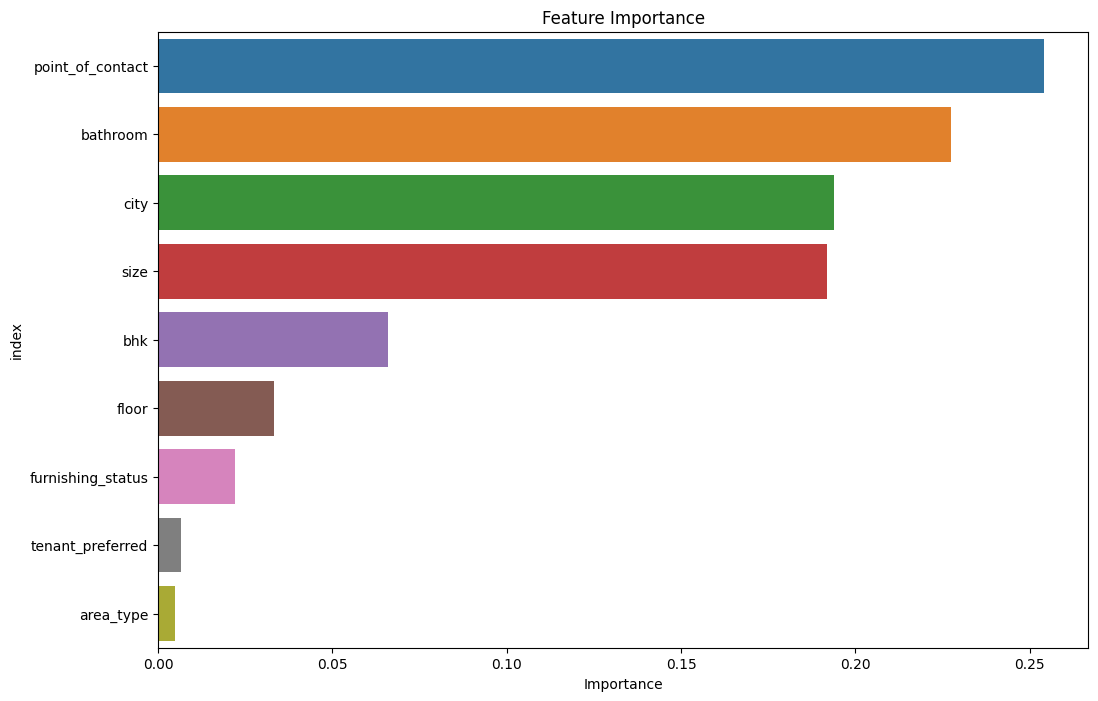 Feature Importance
point_of_contact
bathroom
city
size
bhk
floor
furnishing_status
tenant_preferred
area_type
index
0.00 0.05 0.10 0.15 0.20 0.25
Importance